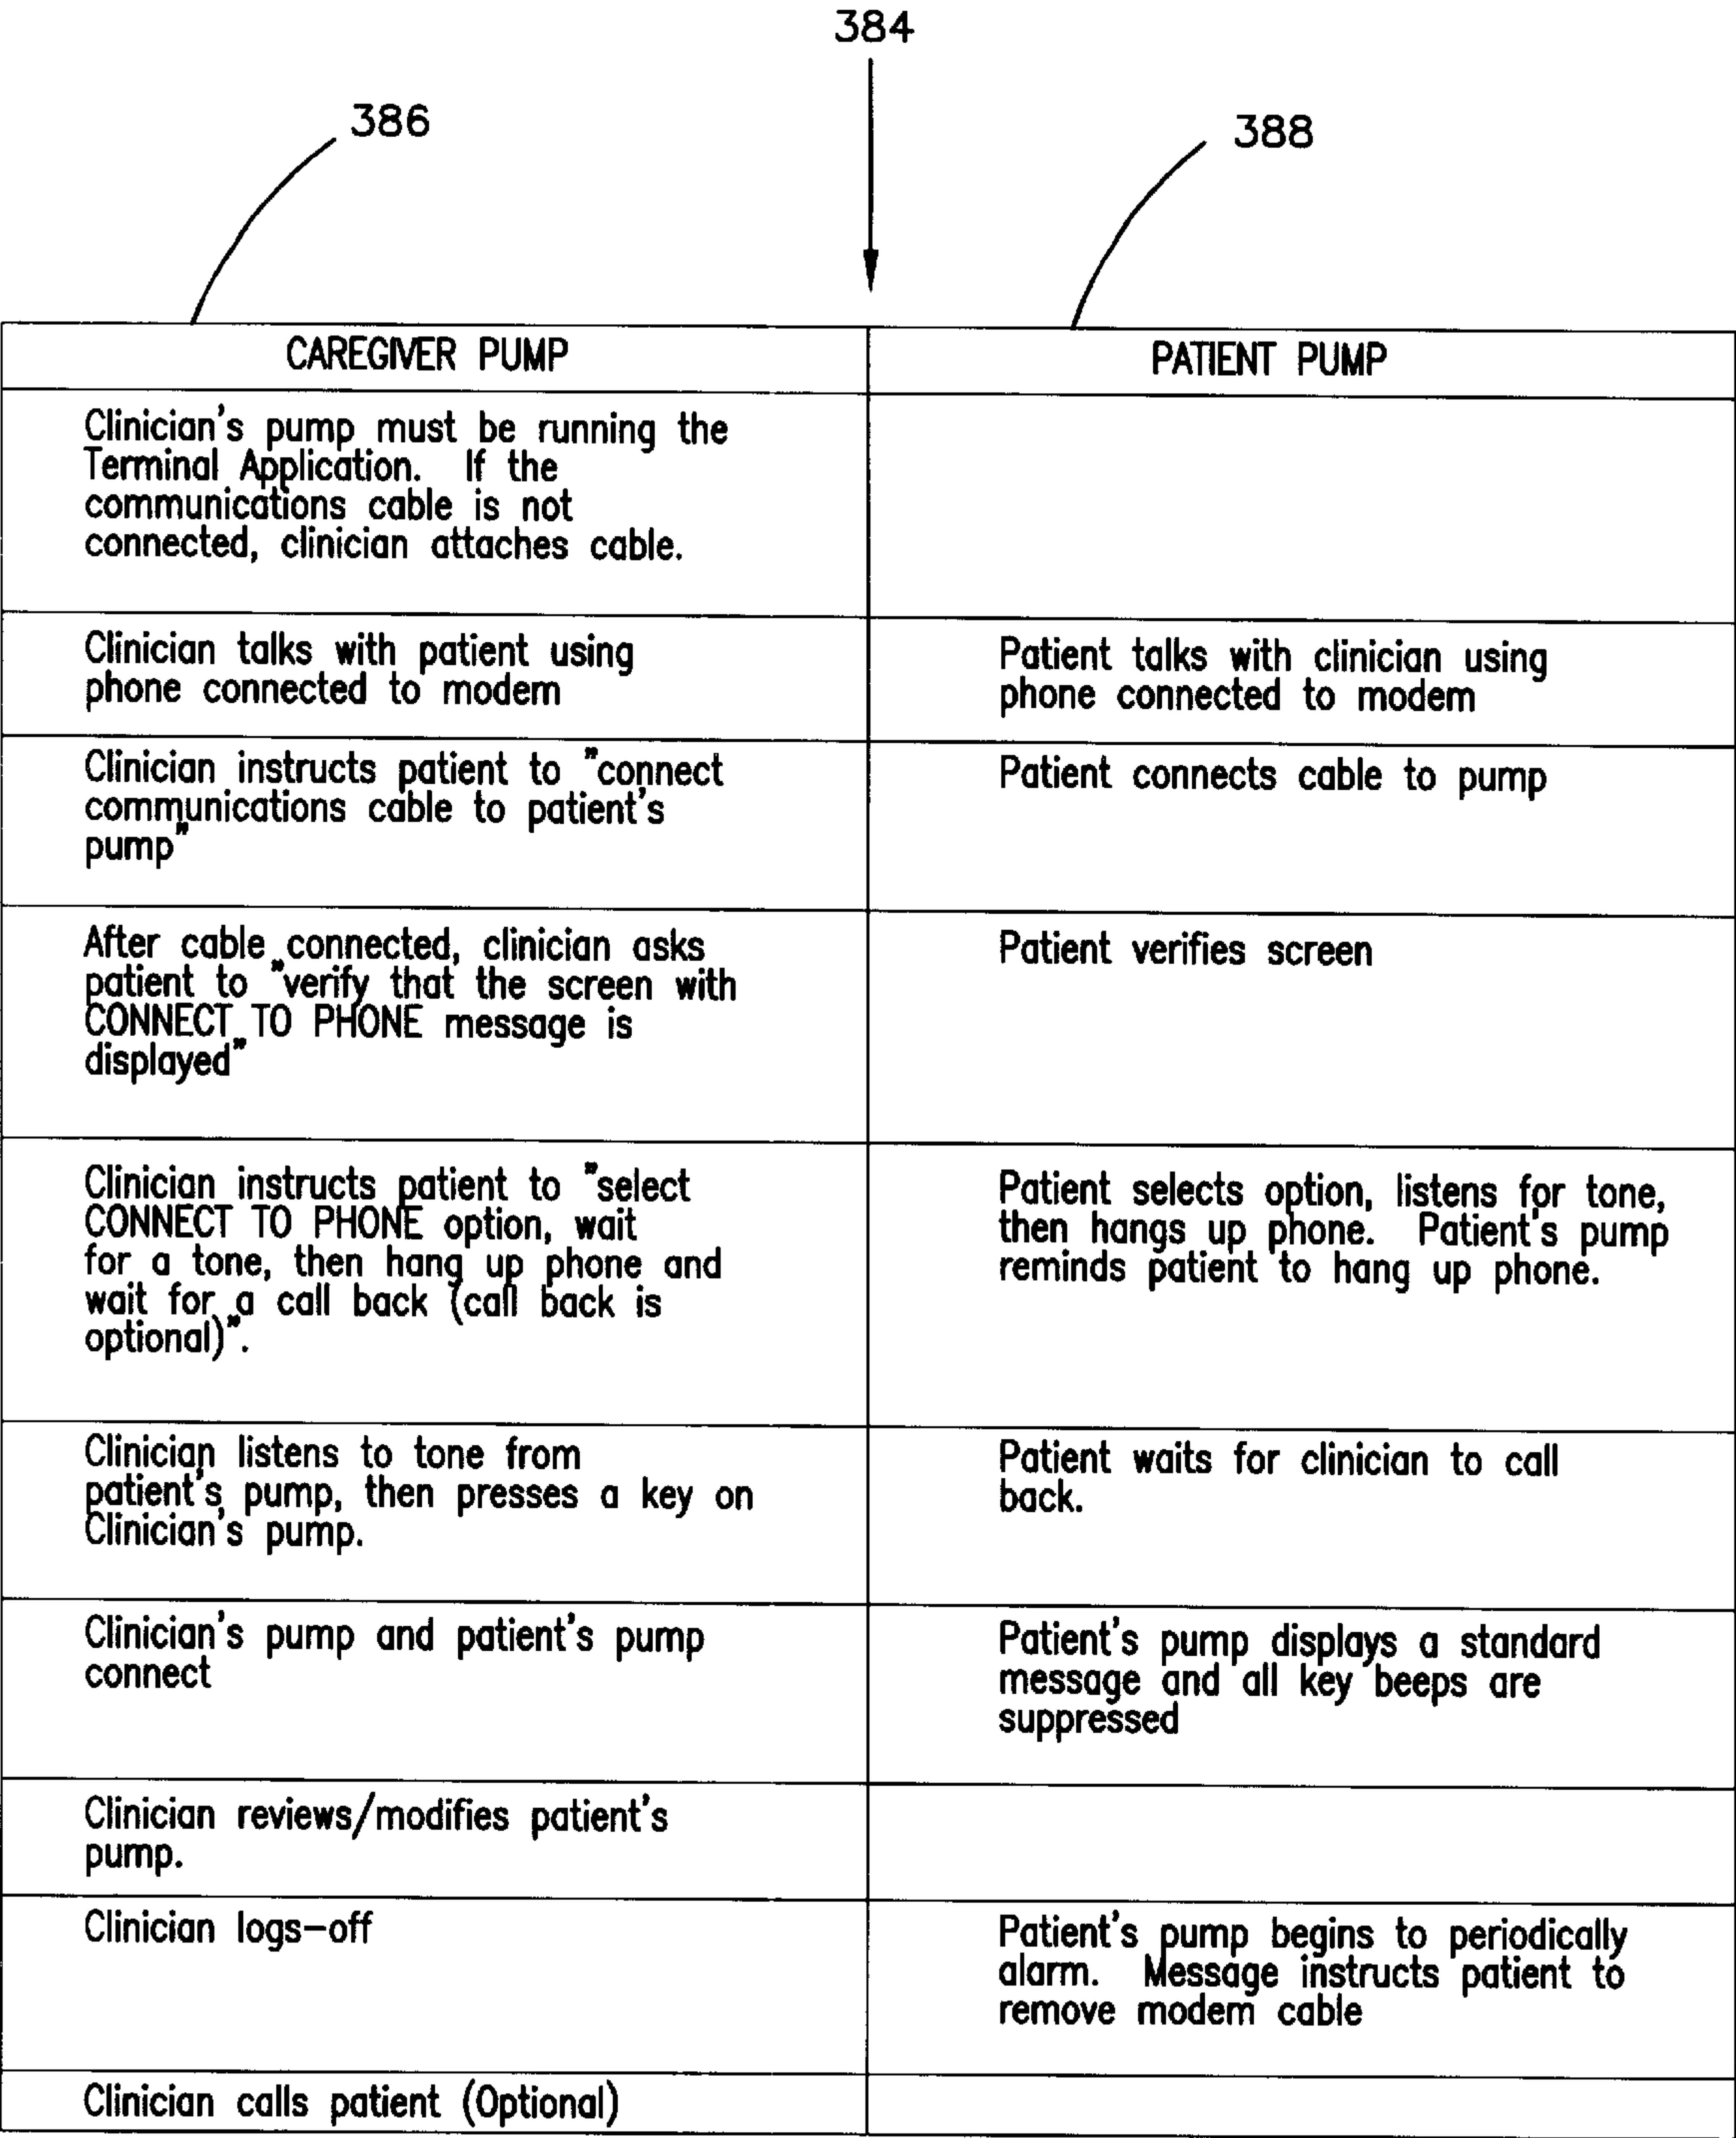 384
386
388
CAREGIVER PUMP
PATIENT PUMP
Clinician's pump must be running the
Terminal Application. If the
communications cable is not
connected, clinician attaches cable.
Clinician talks with patient using
phone connected to modem
Patient talks with clinician using
phone connected to modem
Clinician instructs patient to "connect
communications cable to patient's
pump"
Patient connects cable to pump
After cable connected, clinician asks
patient to "verify that the screen with
CONNECT TO PHONE message is
displayed"
Patient verifies screen
Clinician instructs patient to "select
CONNECT TO PHONE option, wait
for a tone, then hang up phone and
wait for a call back (call back is
optional)".
Patient selects option, listens for tone,
then hangs up phone. Patient's pump
reminds patient to hang up phone.
Clinician listens to tone from
patient's pump, then presses a key on
Clinician's pump.
Patient waits for clinician to call
back.
Clinician's pump and patient's pump
connect
Patient's pump displays a standard
message and all key beeps are
suppressed
Clinician reviews/modifies patient's
pump.
Clinician logs-off
Patient's pump begins to periodically
alarm. Message instructs patient to
remove modem cable
Clinician calls patient (Optional)